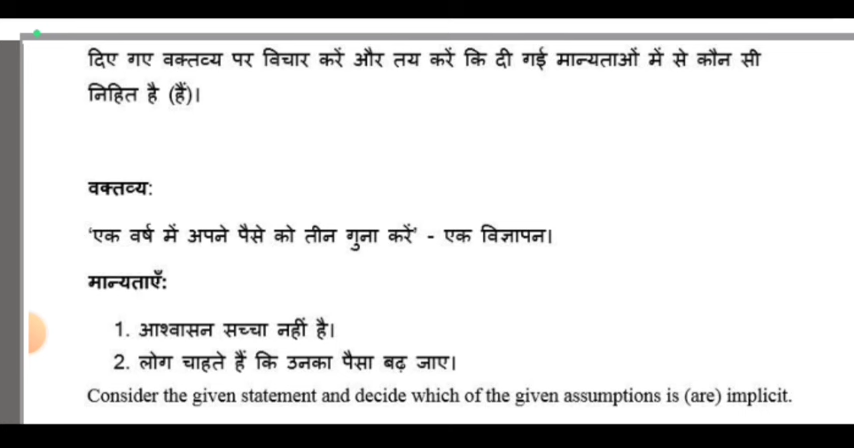 दिए गए वक्तव्य पर विचार करें और तय करें कि दी गई मान्यताओं में से कौन सी
निहित है (हैं)।
वक्तव्य:
‘एक वर्ष में अपने पैसे को तीन गुना करें’ - एक विज्ञापन।
मान्यताएँ:
1. आश्वासन सच्चा नहीं है।
2. लोग चाहते हैं कि उनका पैसा बढ़ जाए।
Consider the given statement and decide which of the given assumptions is (are) implicit.